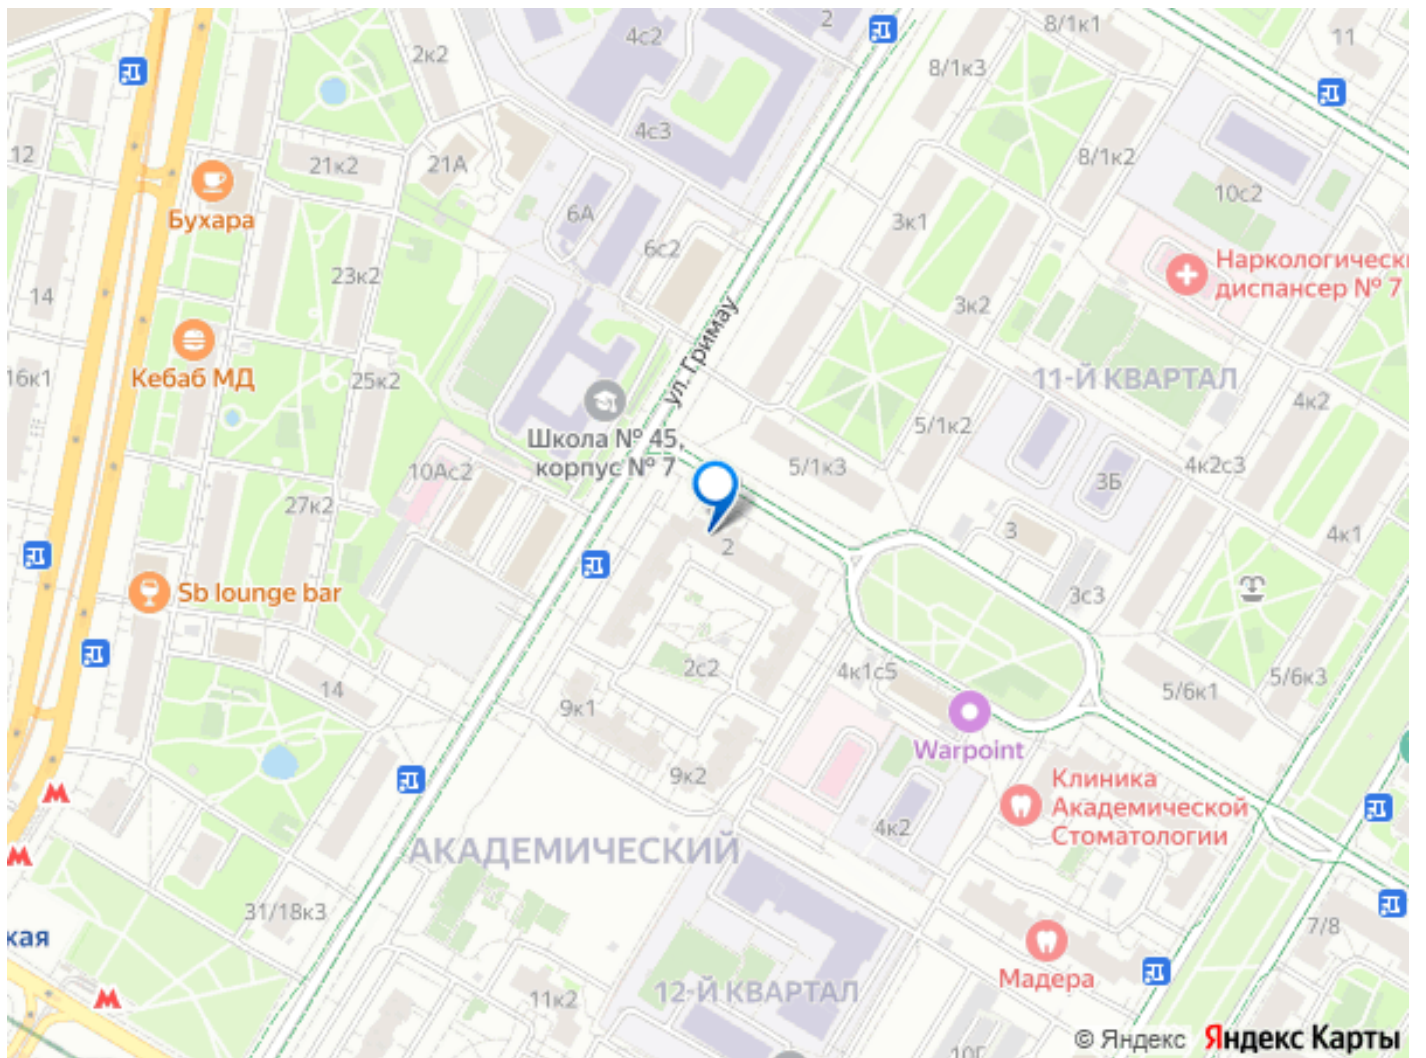 2
4с2
8/1к1
11
2к2
8/1к3
4с3
12
21к2
21А
8/1к2
10с2
Бухара
6А
3к1
6с2
Наркологическ
диспансер № 7
14
23к2
3к2
ул. Гримау
16к1
Кебаб МД
25к2
11-Й КВАРТАЛ
4к2
Школа № 45,
корпус № 7
5/1к2
5/1к3
4к2с3
10Ас2
3Б
27к2
2
3
4к1
Sb lounge bar
3с3
2с2
4к1с5
14
5/6к1
5/6к3
9к1
Warpoint
9к2
Клиника
Академической
Стоматологии
4к2
АКАДЕМИЧЕСКИЙ
31/18к3
кая
7/8
Мадера
11к2
12-Й КВАРТАЛ
10Г
© Яндекс Яндекс Карты